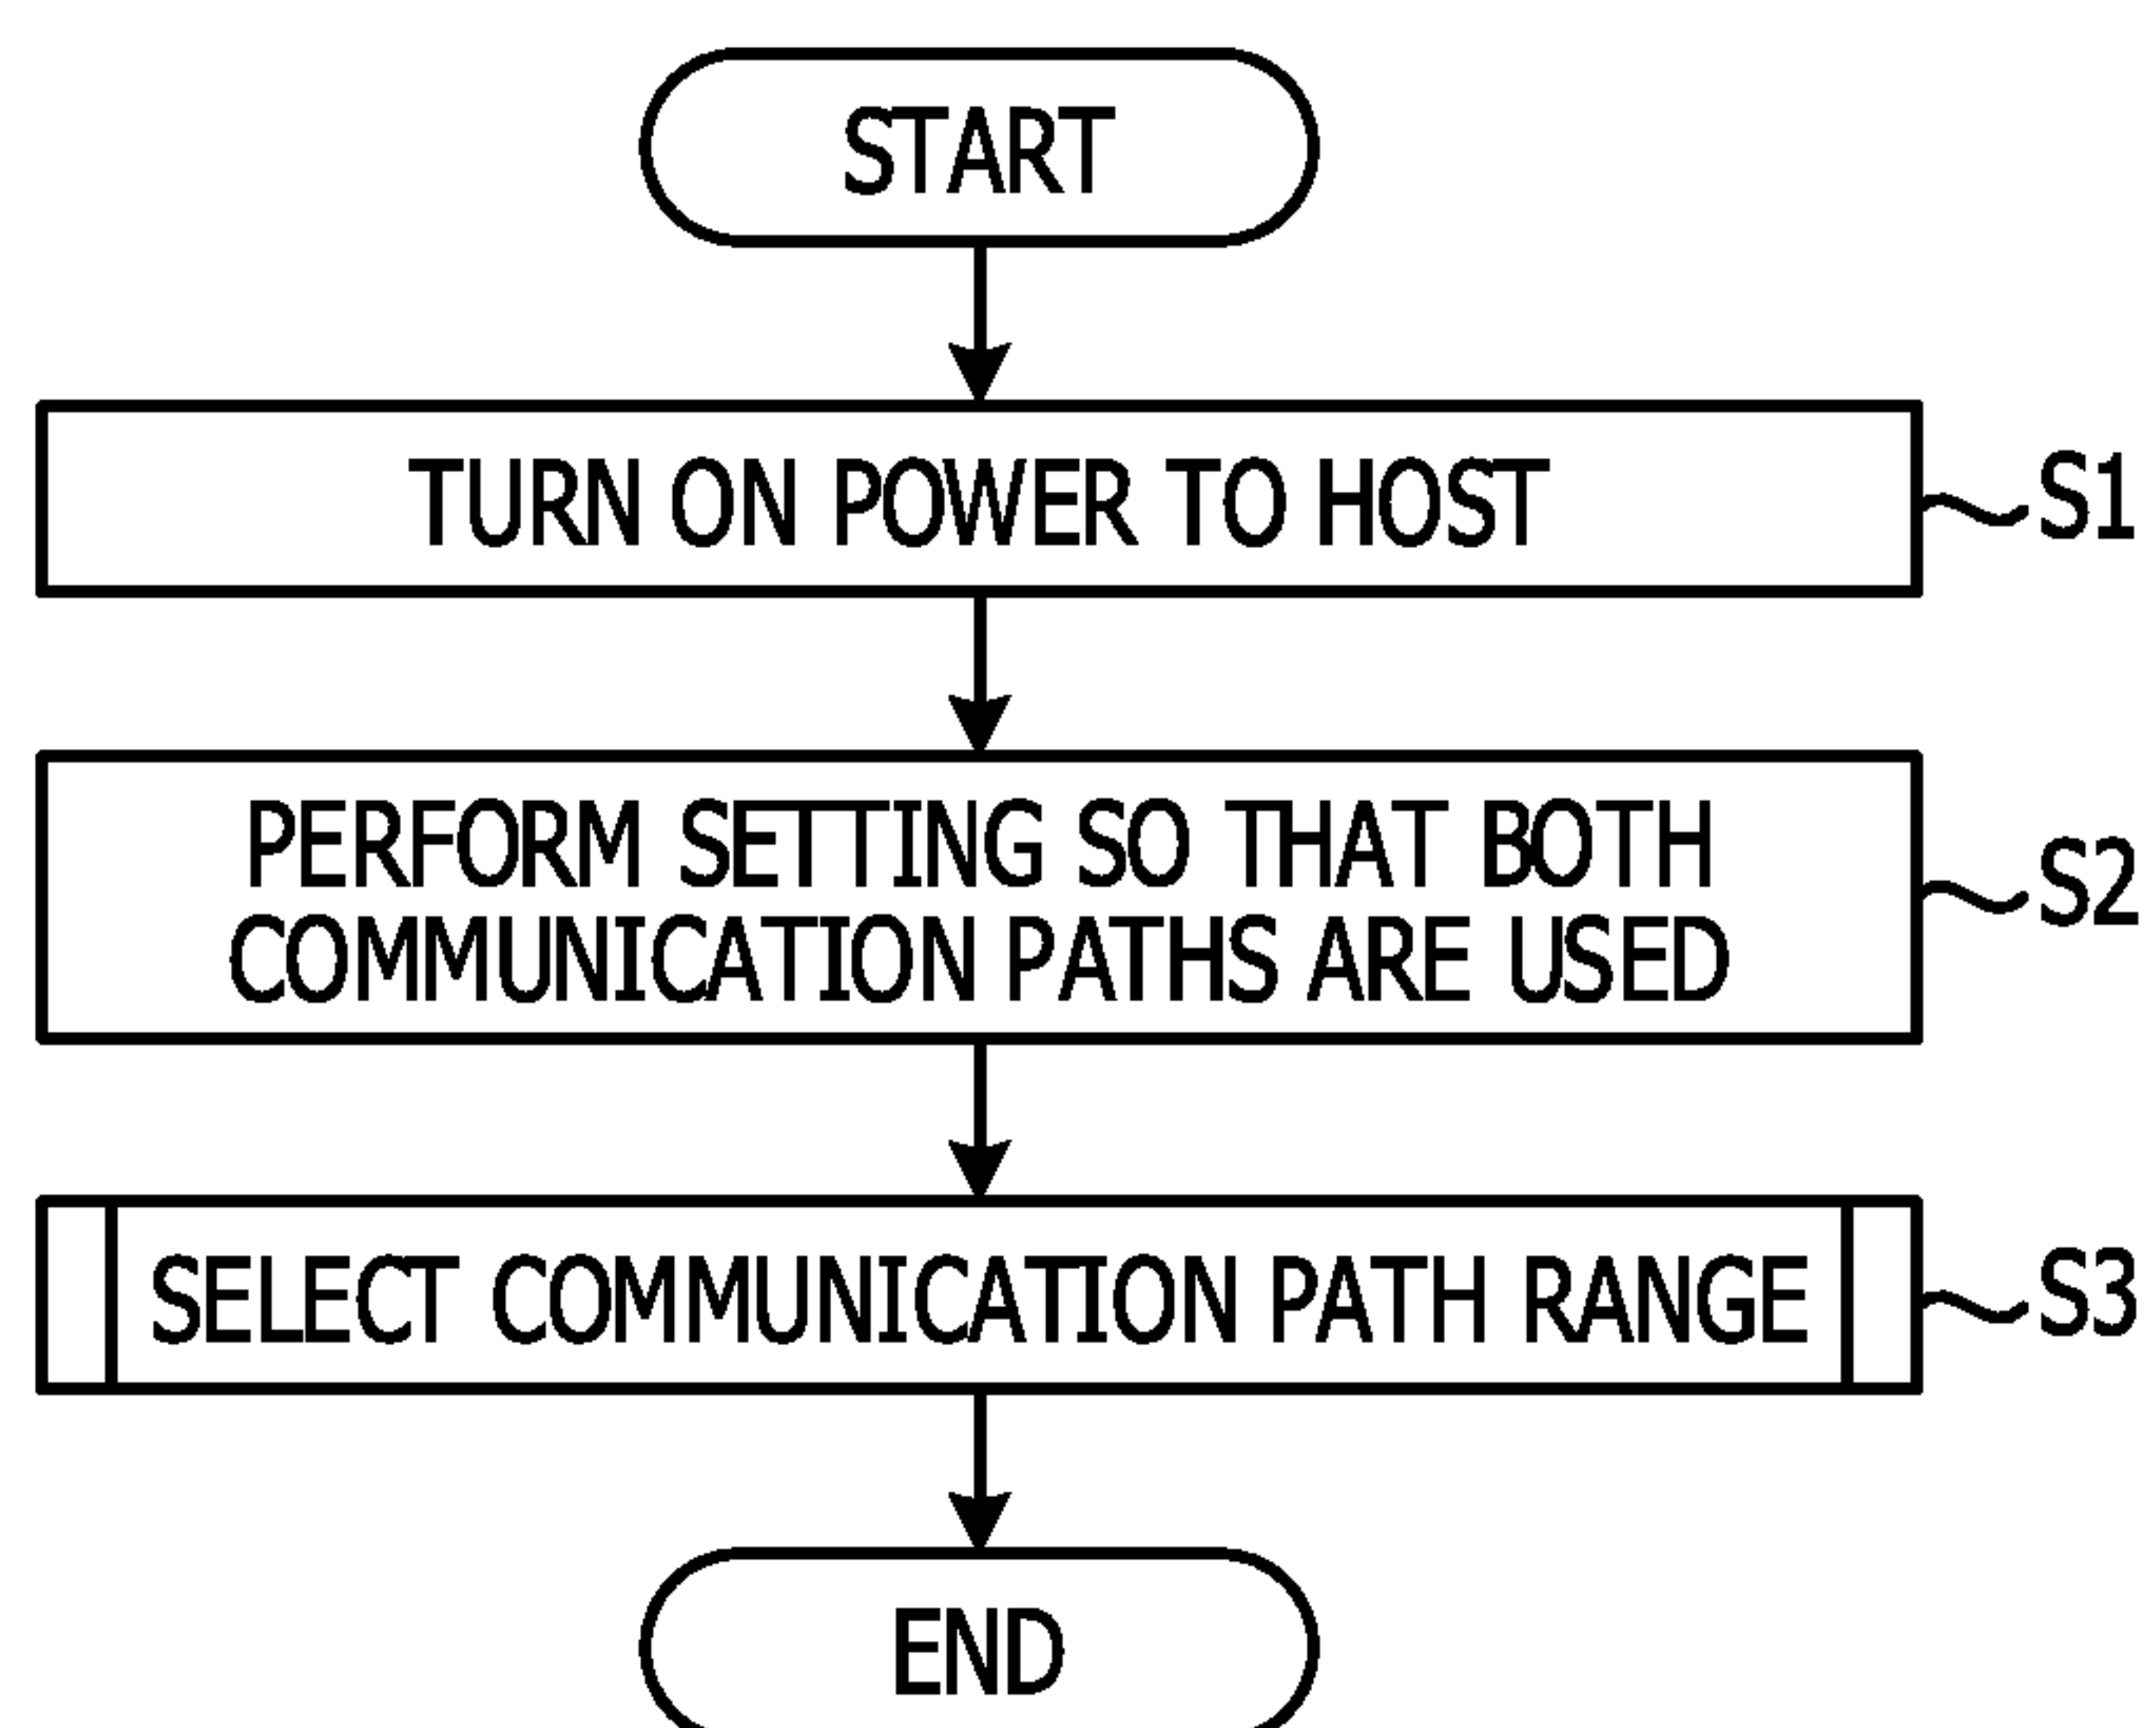 START
TURN ON POWER TO HOST
S1
PERFORM SETTING SO THAT BOTH
COMMUNICATION PATHS ARE USED
S2
SELECT COMMUNICATION PATH RANGE
S3
END